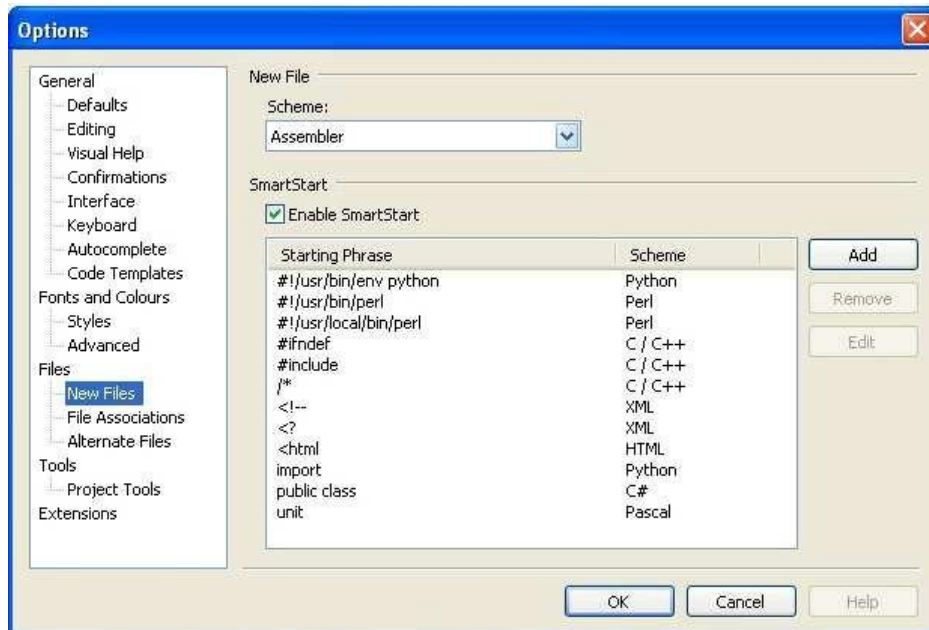 Options
General
Defaults
Editing
Visual Help
Confirmations
Interface
Keyboard
Autocomplete
Code Templates
Fonts and Colours
Styles
Advanced
Files
New Files
File Associations
Alternate Files
Tools
Project Tools
Extensions
New File
Scheme:
Assembler
SmartStart
Enable SmartStart
Starting Phrase Scheme
#!/usr/bin/env python Python
#!/usr/bin/perl Perl
#!/usr/local/bin/perl Perl
#ifndef C / C++
#include C / C++
/* C / C++
<!-- XML
<? XML
<html HTML
import Python
public class C#
unit Pascal
Add
Remove
Edit
OK Cancel Help